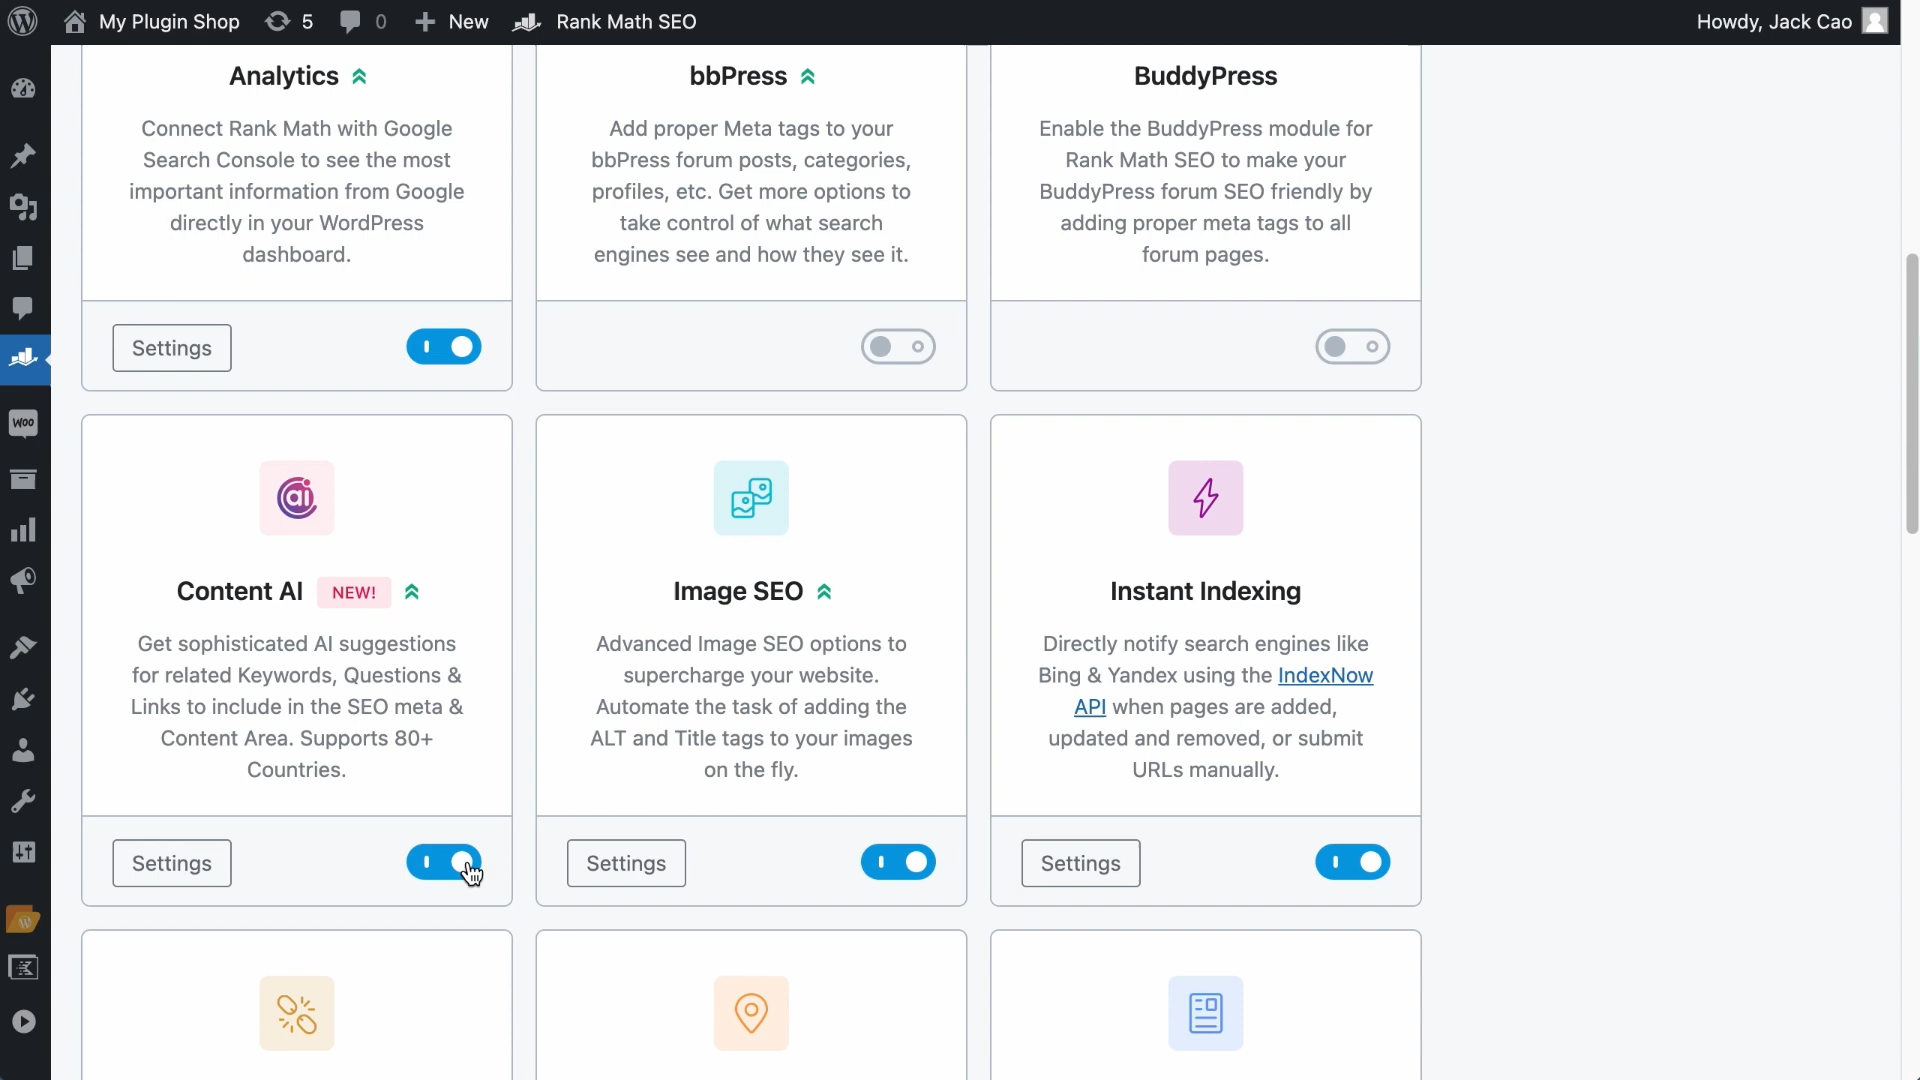 My Plugin Shop 5 0 New Rank Math SEO Howdy, Jack Cao
Analytics
Connect Rank Math with Google
Search Console to see the most
important information from Google
directly in your WordPress
dashboard.
Settings
bbPress
Add proper Meta tags to your
bbPress forum posts, categories,
profiles, etc. Get more options to
take control of what search
engines see and how they see it.
BuddyPress
Enable the BuddyPress module for
Rank Math SEO to make your
BuddyPress forum SEO friendly by
adding proper meta tags to all
forum pages.
Woo
ai
Content AI NEW!
Get sophisticated AI suggestions
for related Keywords, Questions &
Links to include in the SEO meta &
Content Area. Supports 80+
Countries.
Settings
Image SEO
Advanced Image SEO options to
supercharge your website.
Automate the task of adding the
ALT and Title tags to your images
on the fly.
Settings
Instant Indexing
Directly notify search engines like
Bing & Yandex using the IndexNow
API when pages are added,
updated and removed, or submit
URLs manually.
Settings